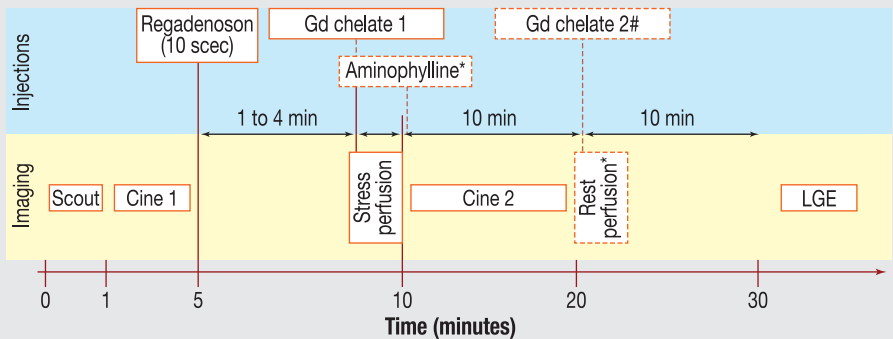 Injections
Regadenoson
(10 scec)
Gd chelate 1
Gd chelate 2#
Aminophylline*
1 to 4 min
10 min
10 min
Imaging
Scout
Cine 1
Stress
perfusion
Cine 2
Rest
perfusion*
LGE
0
1
5
10
20
30
Time (minutes)